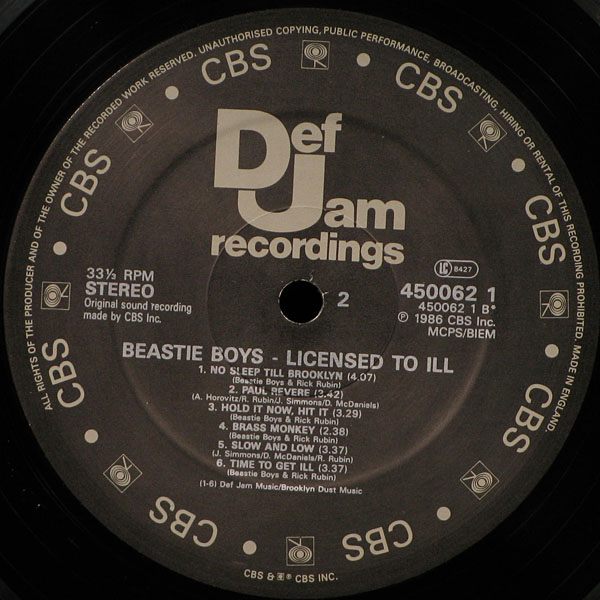 ALL RIGHTS OF THE PRODUCER AND OF THE OWNER OF THE RECORDED WORK RESERVED. UNAUTHORISED COPYING, PUBLIC PERFORMANCE, BROADCASTING, HIRING OR RENTAL OF THIS RECORDING PROHIBITED. MADE IN ENGLAND.
CBS
CBS
CBS
CBS
CBS
CBS
CBS
CBS
Def
Jam
recordings
33⅓ RPM
STEREO
Original sound recording
made by CBS Inc.
2
LC 8427
450062 1
450062 1 B*
℗ 1986 CBS Inc.
MCPS/BIEM
BEASTIE BOYS - LICENSED TO ILL
1. NO SLEEP TILL BROOKLYN (4.07)
(Beastie Boys & Rick Rubin)
2. PAUL REVERE (3.42)
(A. Horovitz/R. Rubin/J. Simmons/D. McDaniels)
3. HOLD IT NOW, HIT IT (3.29)
(Beastie Boys & Rick Rubin)
4. BRASS MONKEY (2.38)
(Beastie Boys & Rick Rubin)
5. SLOW AND LOW (3.37)
(J. Simmons/D. McDaniels/R. Rubin)
6. TIME TO GET ILL (3.37)
(Beastie Boys & Rick Rubin)
(1-6) Def Jam Music/Brooklyn Dust Music
CBS & ® CBS INC.